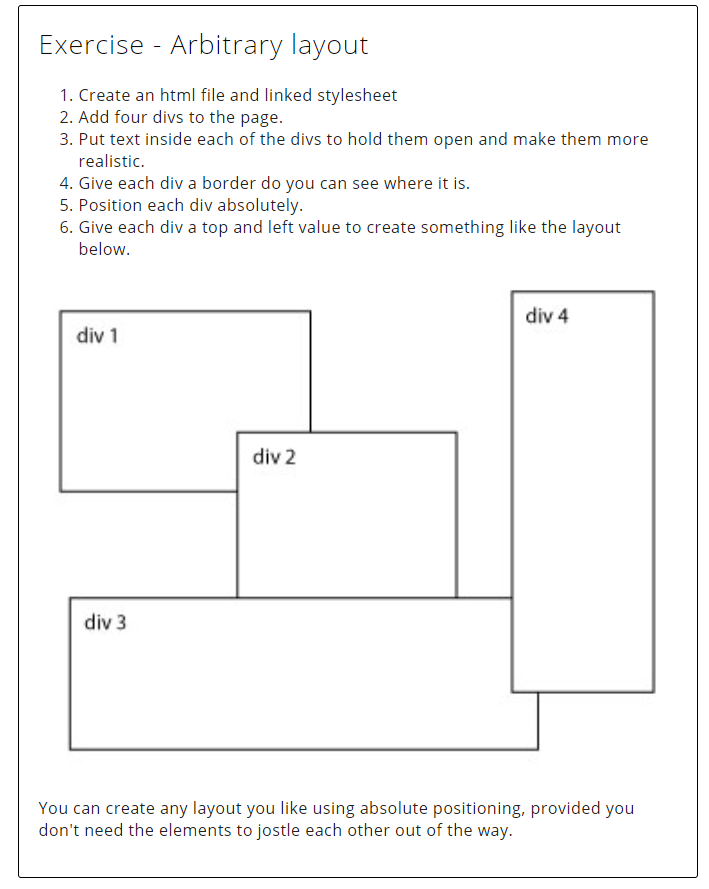 Exercise - Arbitrary layout
1. Create an html file and linked stylesheet
2. Add four divs to the page.
3. Put text inside each of the divs to hold them open and make them more
realistic.
4. Give each div a border do you can see where it is.
5. Position each div absolutely.
6. Give each div a top and left value to create something like the layout
below.
div 4
div 1
div 2
div 3
You can create any layout you like using absolute positioning, provided you
don't need the elements to jostle each other out of the way.